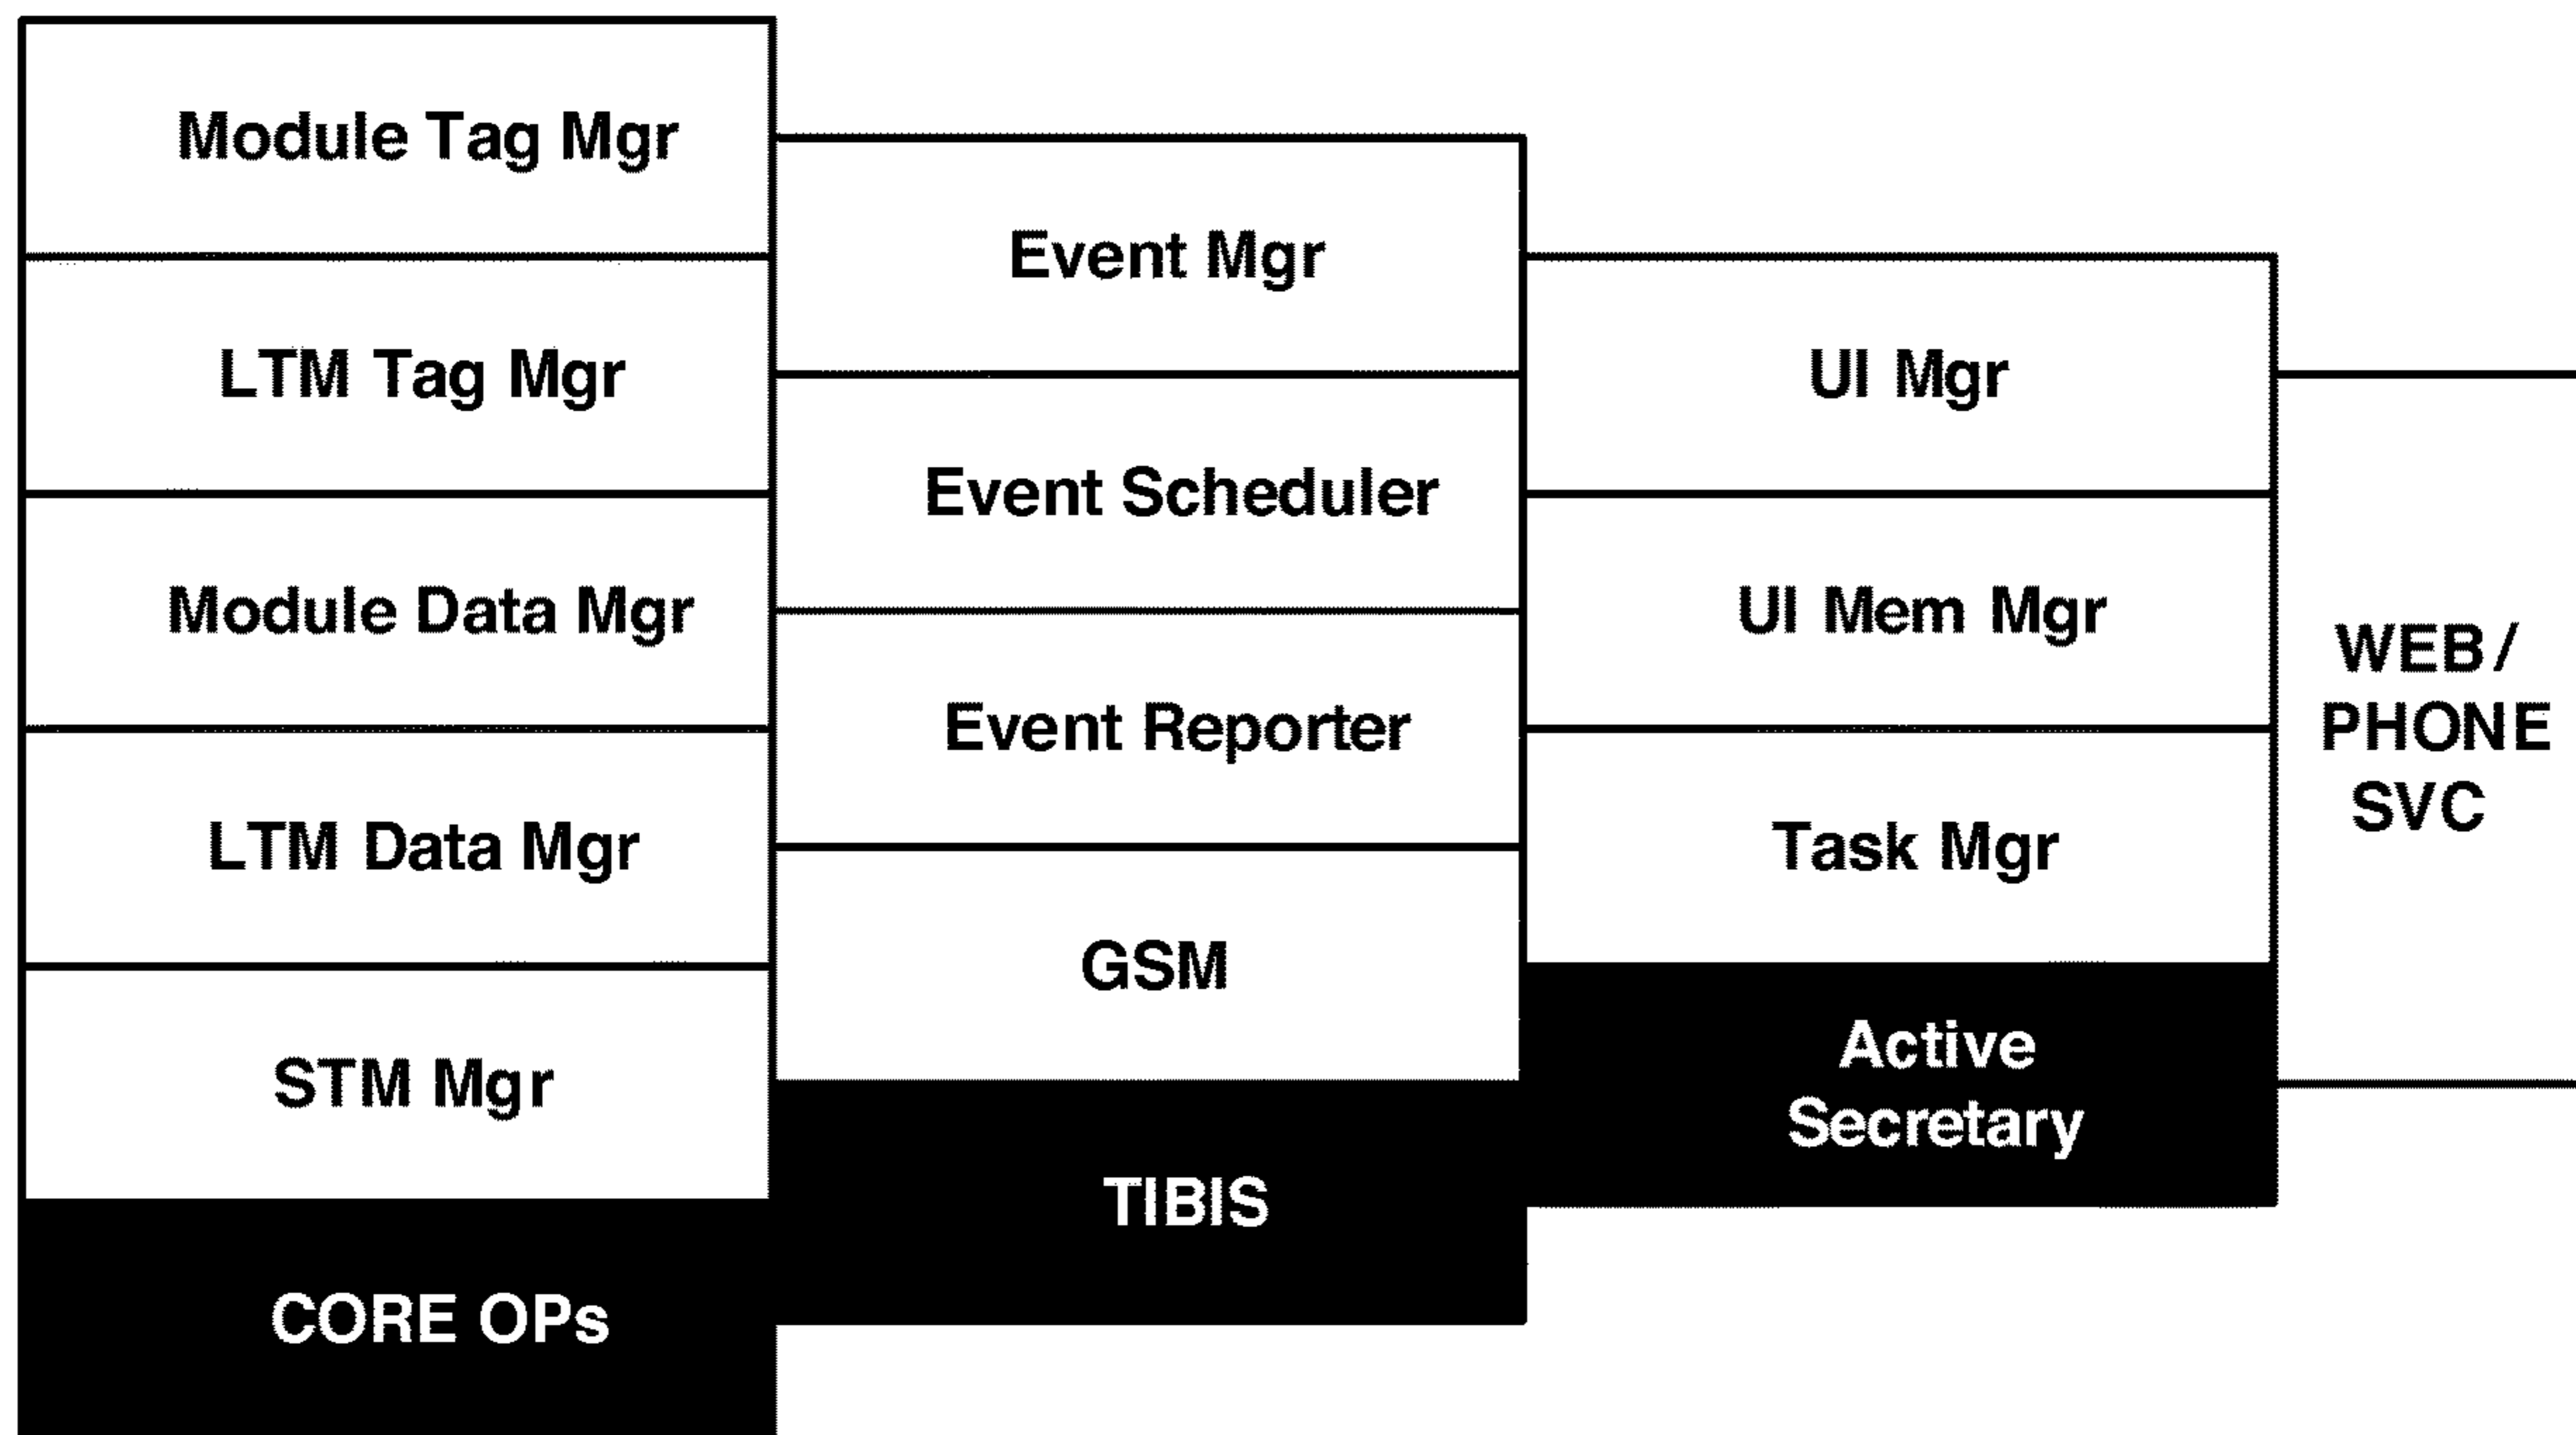 Module Tag Mgr
LTM Tag Mgr
Module Data Mgr
LTM Data Mgr
STM Mgr
CORE OPs
Event Mgr
Event Scheduler
Event Reporter
GSM
TIBIS
UI Mgr
UI Mem Mgr
Task Mgr
Active
Secretary
WEB/
PHONE
SVC